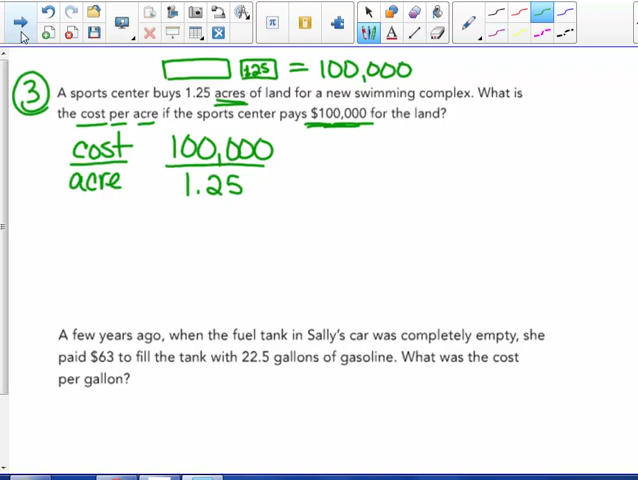 1.25 = 100,000
3 A sports center buys 1.25 acres of land for a new swimming complex. What is
the cost per acre if the sports center pays $100,000 for the land?
cost 100,000
acre 1.25
A few years ago, when the fuel tank in Sally's car was completely empty, she
paid $63 to fill the tank with 22.5 gallons of gasoline. What was the cost
per gallon?